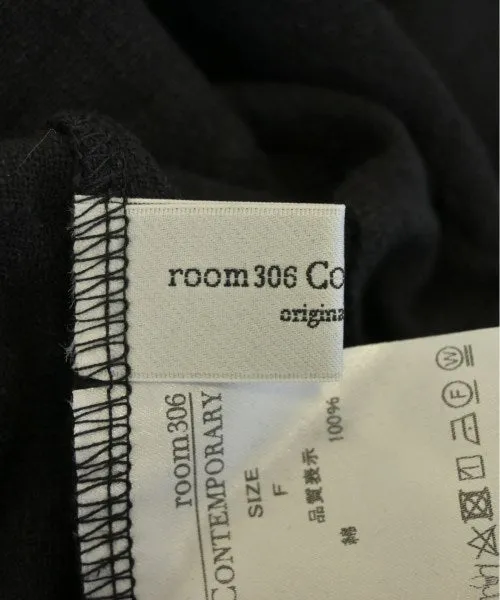 room306 Co
origina
room306
CONTEMPORARY
SIZE
F
品質表示
綿 100%
W
F